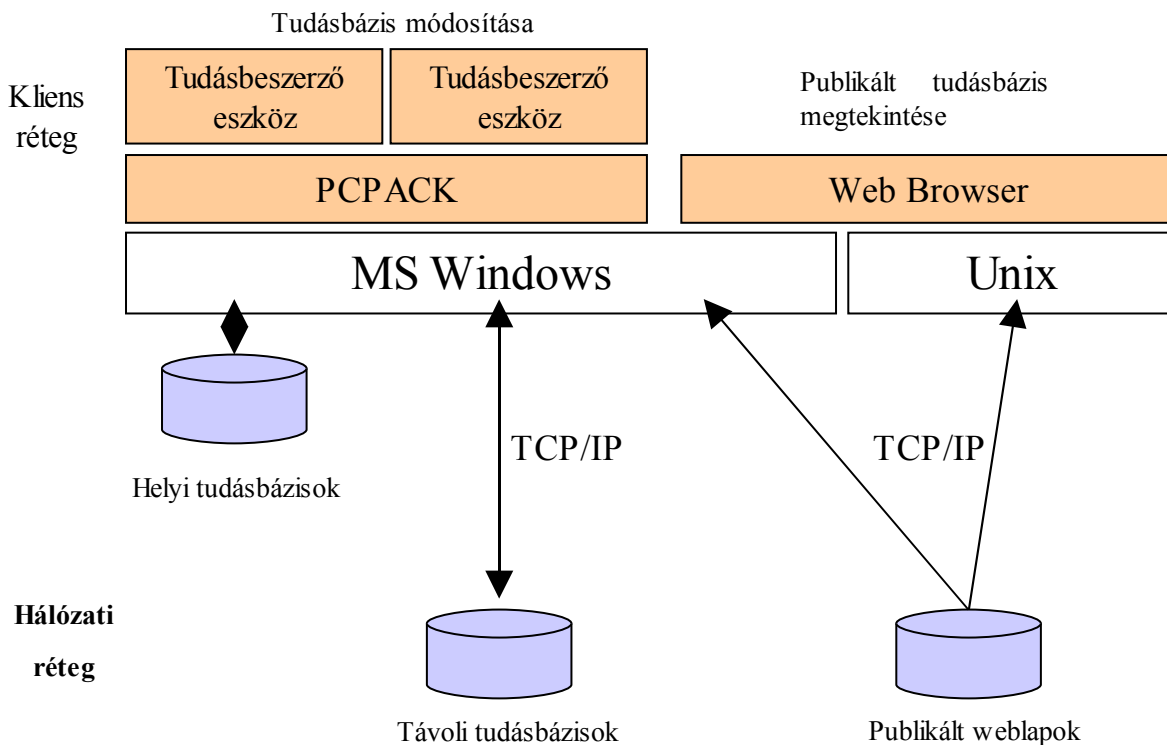 Tudásbázis módosítása
Kliens
réteg
Tudásbeszerző
eszköz
Tudásbeszerző
eszköz
Publikált tudásbázis
megtekintése
PCPACK
Web Browser
MS Windows
Unix
TCP/IP
TCP/IP
Helyi tudásbázisok
Hálózati
réteg
Távoli tudásbázisok
Publikált weblapok